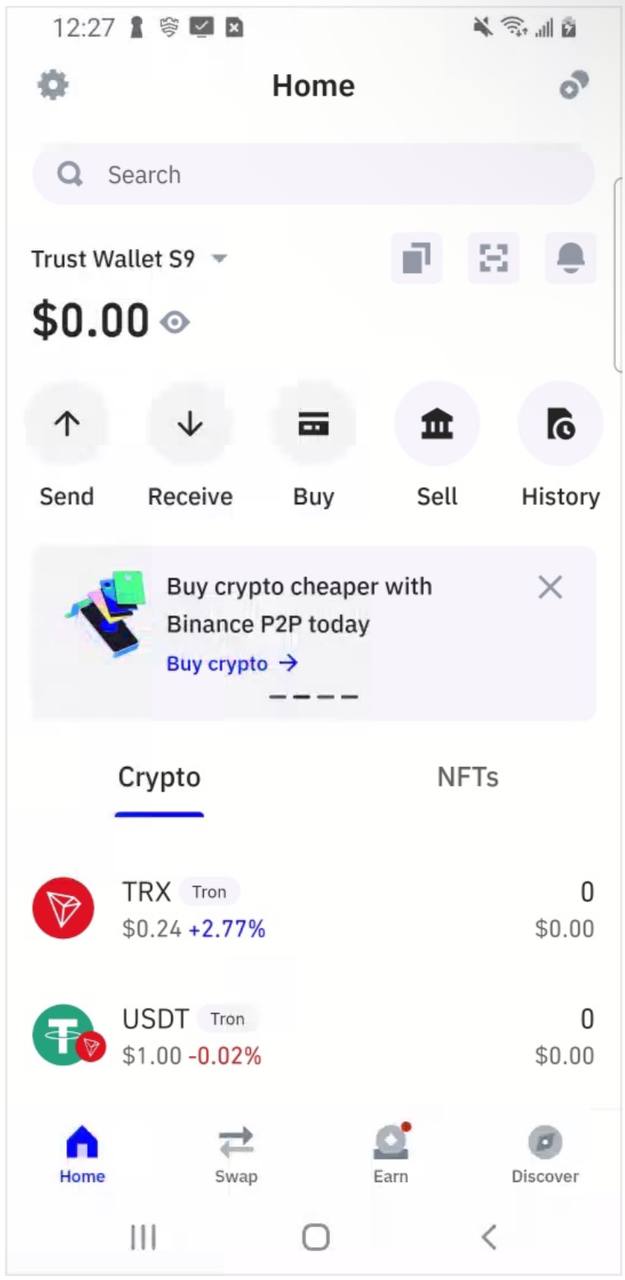 12:27
Home
Search
Trust Wallet S9
$0.00
Send Receive Buy Sell History
Buy crypto cheaper with
Binance P2P today
Buy crypto →
Crypto NFTs
TRX Tron 0
$0.24 +2.77% $0.00
USDT Tron 0
$1.00 -0.02% $0.00
Home Swap Earn Discover